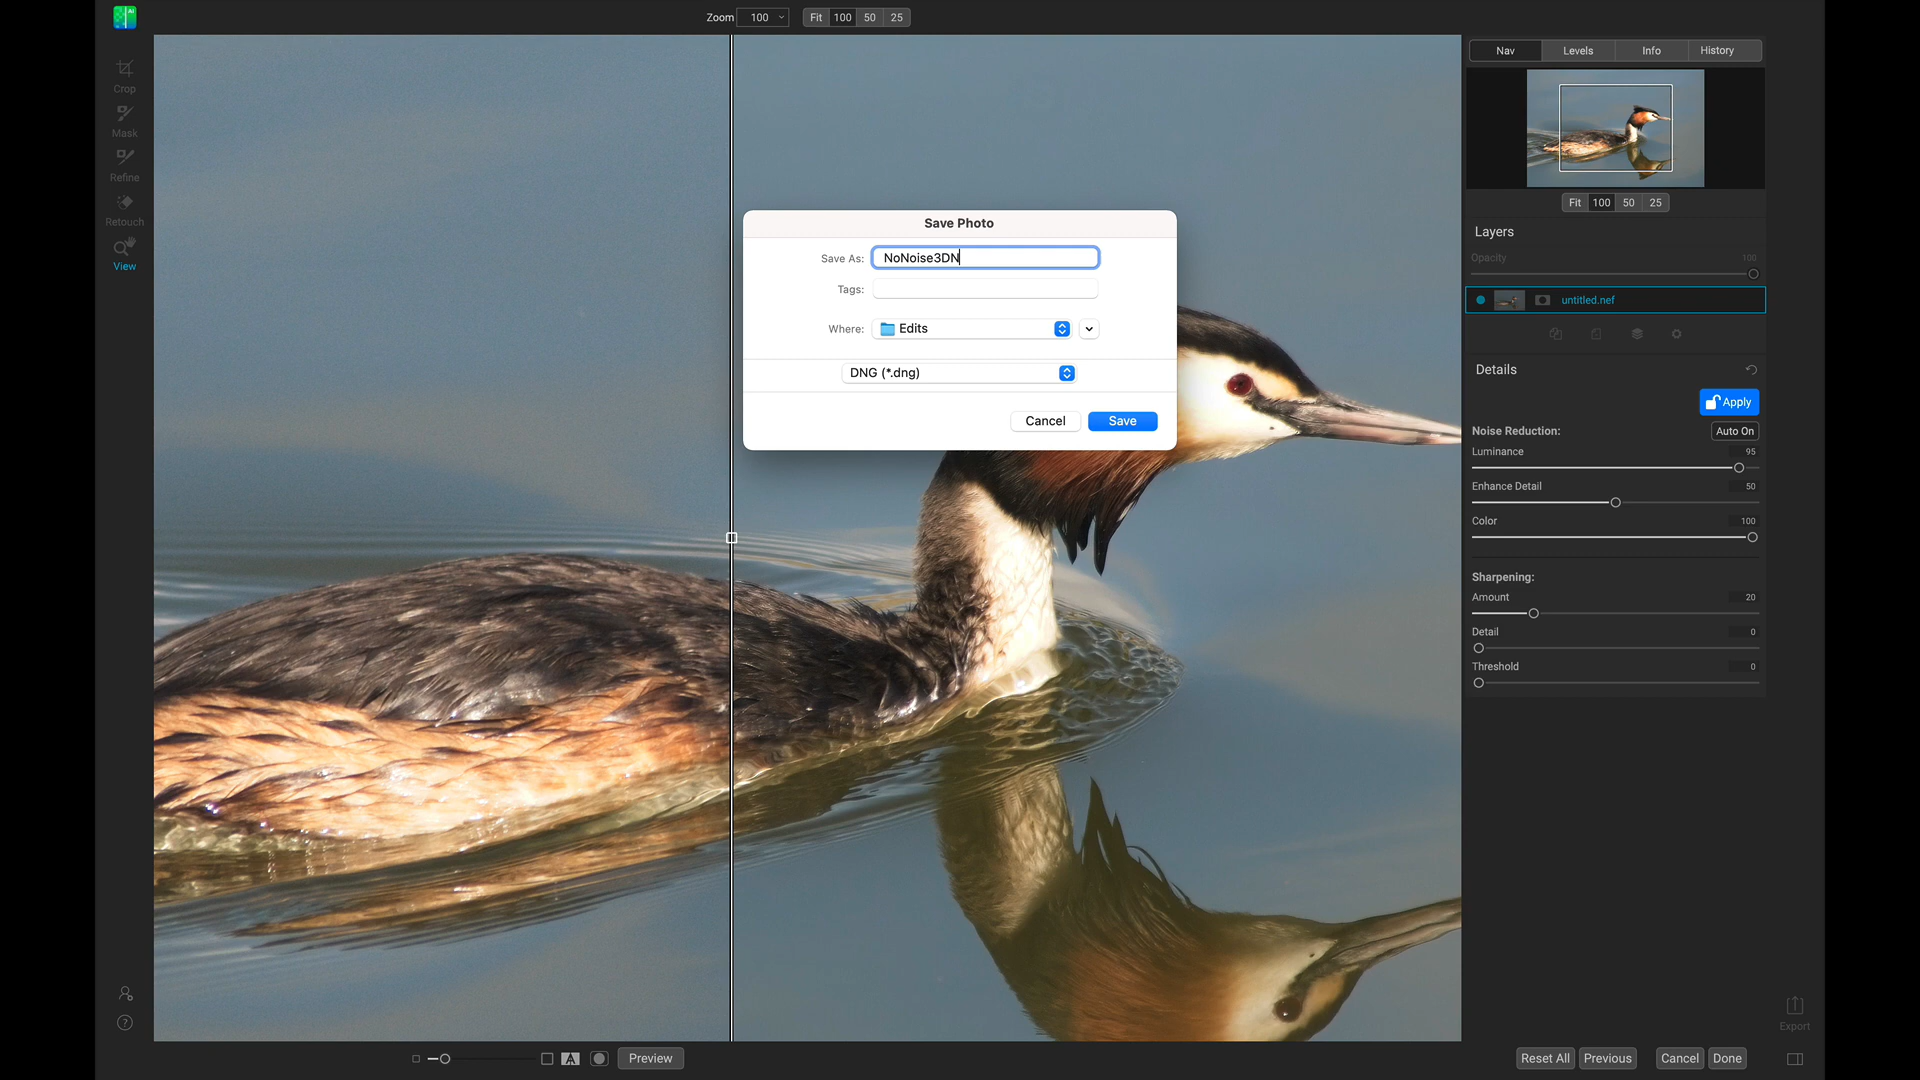 Zoom 100 Fit 100 50 25
Crop
Mask
Refine
Retouch
View
Save Photo
Save As: NoNoise3DN
Tags:
Where: Edits
DNG (*.dng)
Cancel Save
Nav Levels Info History
Fit 100 50 25
Layers
Opacity 100
untitled.nef
Details
Apply
Noise Reduction: Auto On
Luminance 95
Enhance Detail 50
Color 100
Sharpening:
Amount 20
Detail 0
Threshold 0
Export
?
A Preview
Reset All Previous Cancel Done